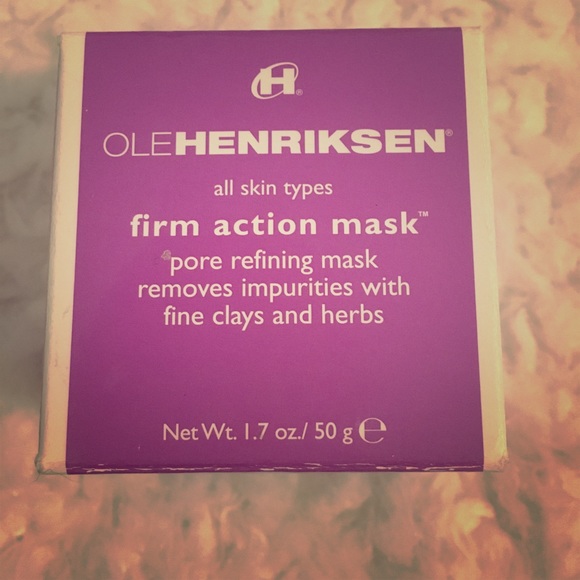 H®
OLEHENRIKSEN®
all skin types
firm action mask™
pore refining mask
removes impurities with
fine clays and herbs
Net Wt. 1.7 oz./ 50 g ℮